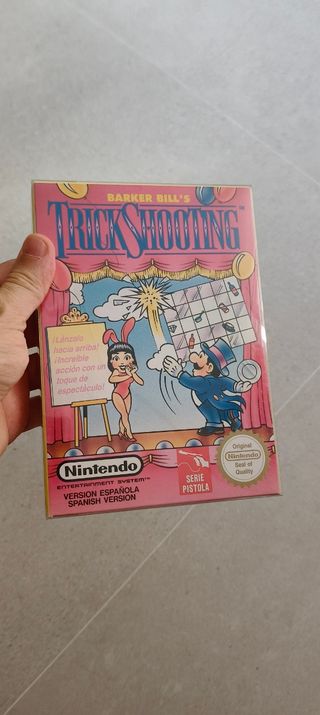 BARKER BILL'S
TRICK SHOOTING
TM
¡Lánzalo
hacia arriba!
¡Increíble
acción con un
toque de
espectáculo!
Nintendo
ENTERTAINMENT SYSTEM™
VERSION ESPAÑOLA
SPANISH VERSION
SERIE
PISTOLA
Original
Nintendo
Seal of
Quality